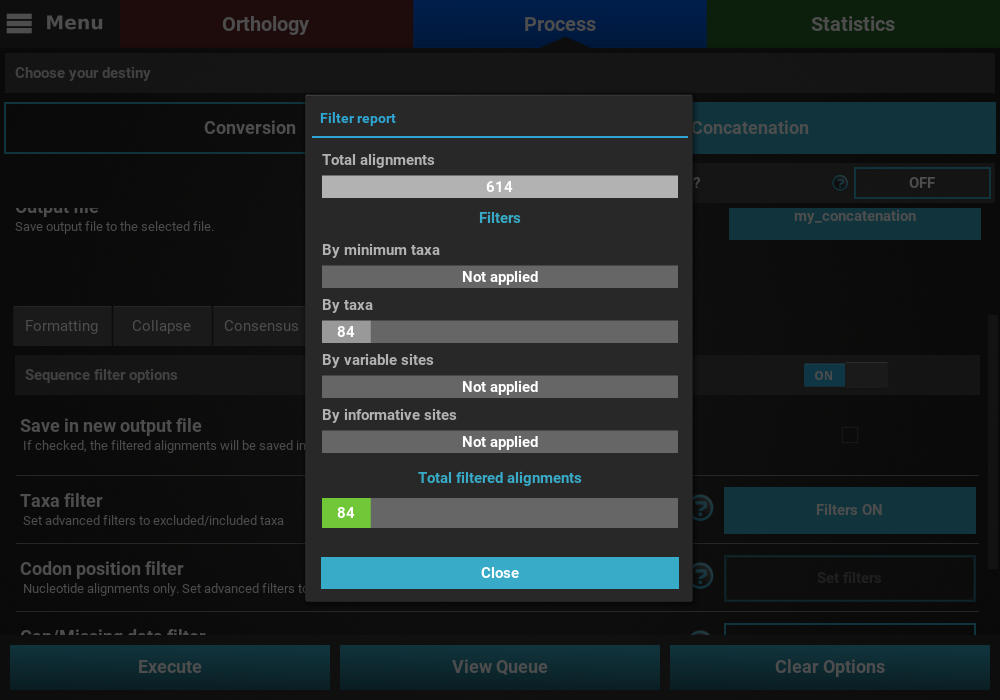 Menu
Orthology
Process
Statistics
Choose your destiny
Conversion
Concatenation
Filter report
Total alignments
614
?
? OFF
Filters
Output file
Save output file to the selected file.
my_concatenation
By minimum taxa
Not applied
By taxa
84
Formatting
Collapse
Consensus
By variable sites
Not applied
Sequence filter options
ON
By informative sites
Not applied
Save in new output file
If checked, the filtered alignments will be saved in
Total filtered alignments
84
Taxa filter
Set advanced filters to excluded/included taxa
?
Filters ON
Close
Codon position filter
Nucleotide alignments only. Set advanced filters to
?
Set filters
Gap/Missing data filter
Execute
View Queue
Clear Options